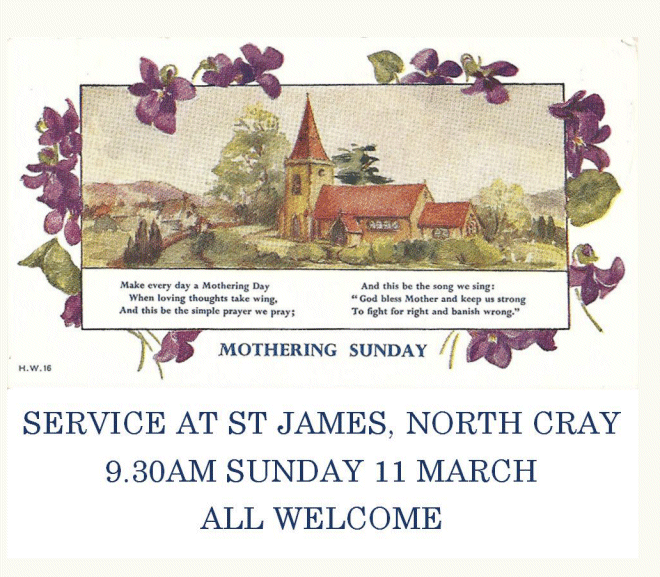 Make every day a Mothering Day
When loving thoughts take wing,
And this be the simple prayer we pray;
And this be the song we sing:
“God bless Mother and keep us strong
To fight for right and banish wrong.”
MOTHERING SUNDAY
H.W.16
SERVICE AT ST JAMES, NORTH CRAY
9.30AM SUNDAY 11 MARCH
ALL WELCOME